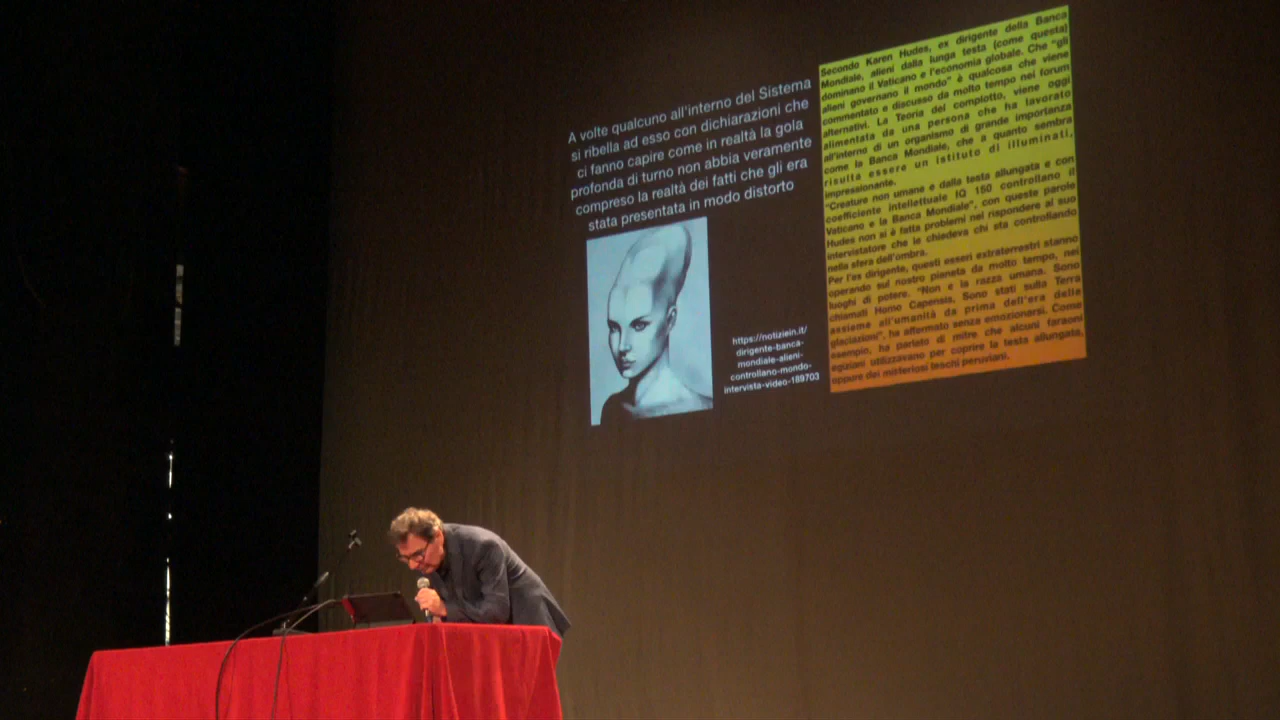 A volte qualcuno all'interno del Sistema
si ribella ad esso con dichiarazioni che
ci fanno capire come in realtà la gola
profonda di turno non abbia veramente
compreso la realtà dei fatti che gli era
stata presentata in modo distorto
https://notiziein.it/
dirigente-banca-
mondiale-alieni-
controllano-mondo-
intervista-video-189703
Secondo Karen Hudes, ex dirigente della Banca
Mondiale, alieni dalla lunga testa (come questa)
dominano il Vaticano e l'economia globale. Che "gli
alieni governano il mondo" è qualcosa che viene
commentato e discusso da molto tempo nei forum
alternativi. La Teoria del complotto, viene oggi
alimentata da una persona che ha lavorato
all'interno di un organismo di grande importanza
come la Banca Mondiale, che a quanto sembra
risulta essere un istituto di illuminati,
impressionante.
"Creature non umane e dalla testa allungata e con
coefficiente intellettuale IQ 150 controllano il
Vaticano e la Banca Mondiale", con queste parole
Hudes non si è fatta problemi nel rispondere al suo
intervistatore che le chiedeva chi sta controllando
nella sfera dell'ombra.
Per l'ex dirigente, questi esseri extraterrestri stanno
operando sul nostro pianeta da molto tempo, nei
luoghi di potere. "Non è la razza umana. Sono
chiamati Homo Capensis. Sono stati sulla Terra
assieme all'umanità da prima dell'era delle
glaciazioni", ha affermato senza emozionarsi. Come
esempio, ha parlato di mitre che alcuni faraoni
egiziani utilizzavano per coprire la testa allungata,
oppure dei misteriosi teschi peruviani.